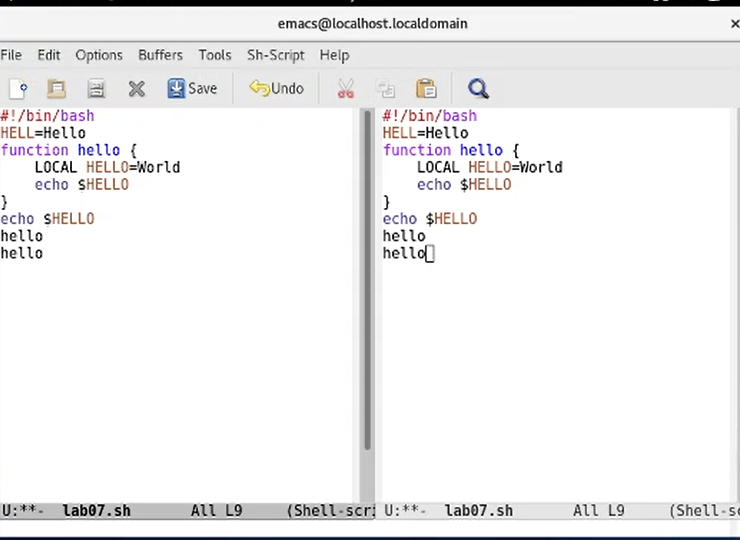 emacs@localhost.localdomain
File Edit Options Buffers Tools Sh-Script Help
Save Undo
#!/bin/bash
HELL=Hello
function hello {
LOCAL HELLO=World
echo $HELLO
}
echo $HELLO
hello
hello
U:**- lab07.sh All L9 (Shell-scri
#!/bin/bash
HELL=Hello
function hello {
LOCAL HELLO=World
echo $HELLO
}
echo $HELLO
hello
hello
U:**- lab07.sh All L9 (Shell-sc